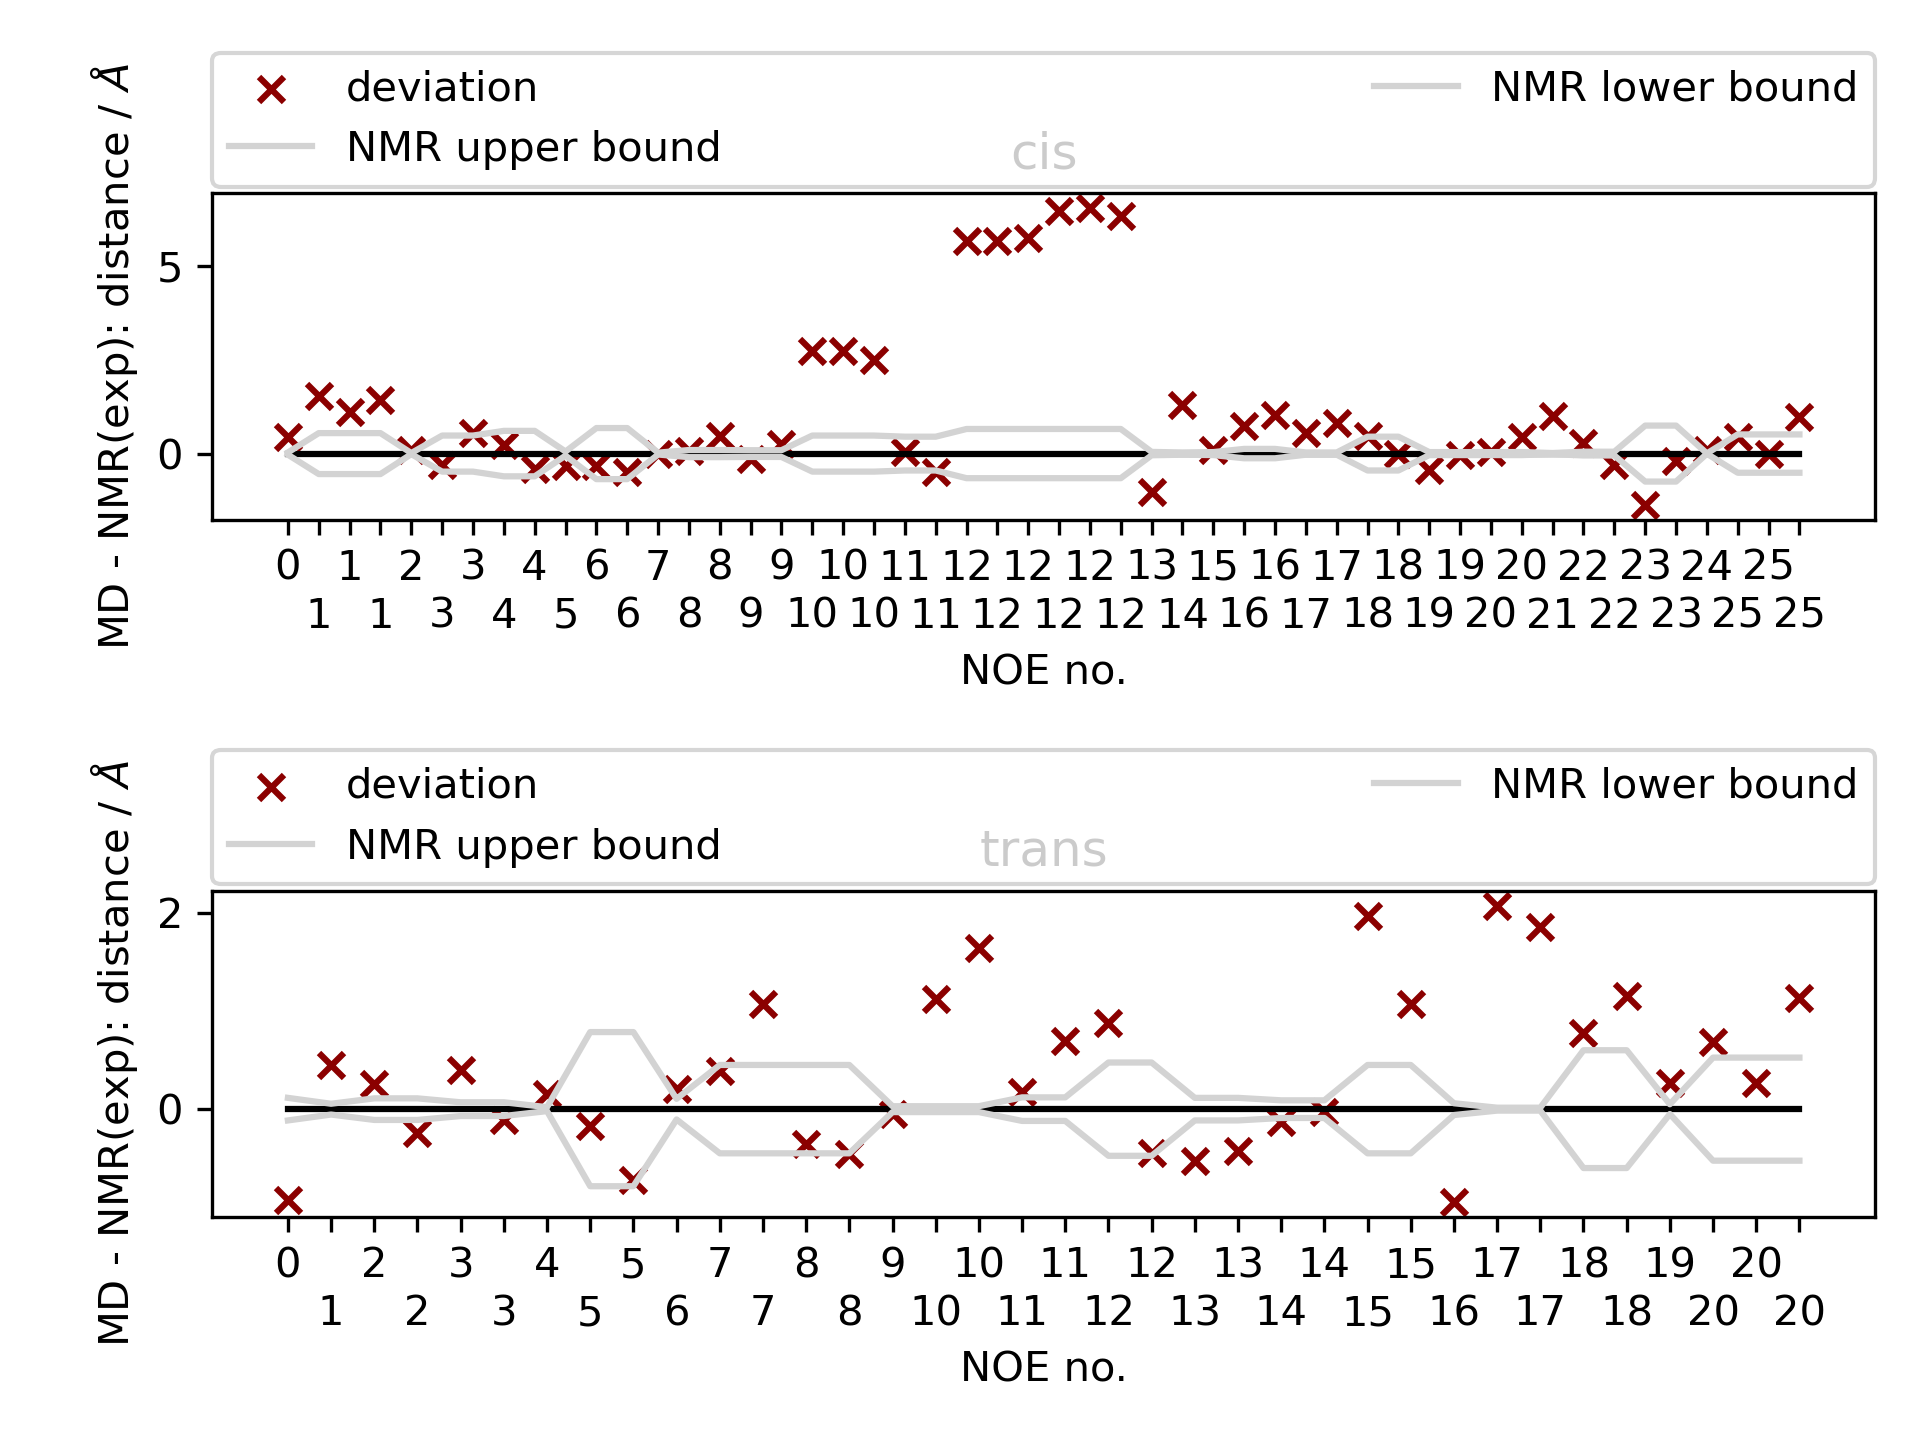 deviation
NMR upper bound
NMR lower bound
cis
MD - NMR(exp): distance / Å
5
0
0 1 2 3 4 6 7 8 9 10 11 12 12 12 13 15 16 17 18 19 20 22 23 24 25
1 1 3 4 5 6 8 9 10 10 11 12 12 12 14 16 17 18 19 20 21 22 23 25 25
NOE no.
deviation
NMR upper bound
NMR lower bound
trans
MD - NMR(exp): distance / Å
2
0
0 2 3 4 5 7 8 9 10 11 12 13 14 15 17 18 19 20
1 2 3 5 6 7 8 10 11 12 13 14 15 16 17 18 20 20
NOE no.